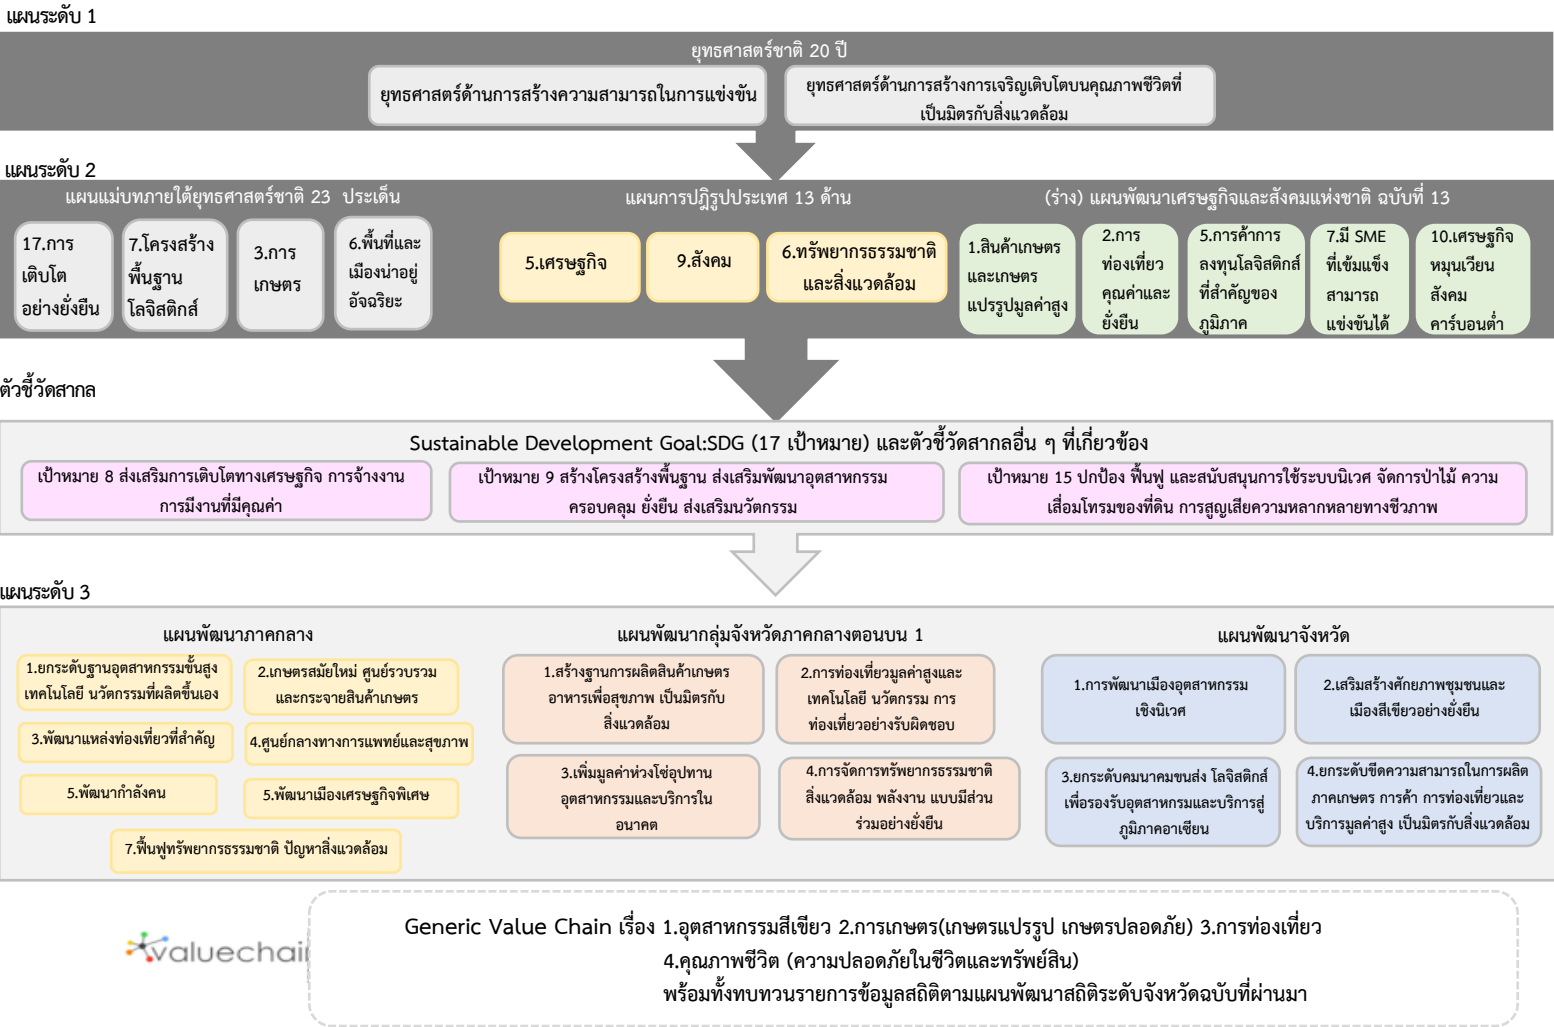 แผนระดับ 1
ยุทธศาสตร์ชาติ 20 ปี
ยุทธศาสตร์ด้านการสร้างความสามารถในการแข่งขัน
ยุทธศาสตร์ด้านการสร้างการเจริญเติบโตบนคุณภาพชีวิตที่
เป็นมิตรกับสิ่งแวดล้อม
แผนระดับ 2
แผนแม่บทภายใต้ยุทธศาสตร์ชาติ 23 ประเด็น
17.การ
เติบโต
อย่างยั่งยืน
7.โครงสร้าง
พื้นฐาน
โลจิสติกส์
3.การ
เกษตร
6.พื้นที่และ
เมืองน่าอยู่
อัจฉริยะ
แผนการปฎิรูปประเทศ 13 ด้าน
5.เศรษฐกิจ
9.สังคม
6.ทรัพยากรธรรมชาติ
และสิ่งแวดล้อม
(ร่าง) แผนพัฒนาเศรษฐกิจและสังคมแห่งชาติ ฉบับที่ 13
1.สินค้าเกษตร
และเกษตร
แปรรูปมูลค่าสูง
2.การ
ท่องเที่ยว
คุณค่าและ
ยั่งยืน
5.การค้าการ
ลงทุนโลจิสติกส์
ที่สำคัญของ
ภูมิภาค
7.มี SME
ที่เข้มแข็ง
สามารถ
แข่งขันได้
10.เศรษฐกิจ
หมุนเวียน
สังคม
คาร์บอนต่ำ
ตัวชี้วัดสากล
Sustainable Development Goal:SDG (17 เป้าหมาย) และตัวชี้วัดสากลอื่น ๆ ที่เกี่ยวข้อง
เป้าหมาย 8 ส่งเสริมการเติบโตทางเศรษฐกิจ การจ้างงาน
การมีงานที่มีคุณค่า
เป้าหมาย 9 สร้างโครงสร้างพื้นฐาน ส่งเสริมพัฒนาอุตสาหกรรม
ครอบคลุม ยั่งยืน ส่งเสริมนวัตกรรม
เป้าหมาย 15 ปกป้อง ฟื้นฟู และสนับสนุนการใช้ระบบนิเวศ จัดการป่าไม้ ความ
เสื่อมโทรมของที่ดิน การสูญเสียความหลากหลายทางชีวภาพ
แผนระดับ 3
แผนพัฒนาภาคกลาง
1.ยกระดับฐานอุตสาหกรรมขั้นสูง
เทคโนโลยี นวัตกรรมที่ผลิตขึ้นเอง
2.เกษตรสมัยใหม่ ศูนย์รวบรวม
และกระจายสินค้าเกษตร
3.พัฒนาแหล่งท่องเที่ยวที่สำคัญ
4.ศูนย์กลางทางการแพทย์และสุขภาพ
5.พัฒนากำลังคน
5.พัฒนาเมืองเศรษฐกิจพิเศษ
7.ฟื้นฟูทรัพยากรธรรมชาติ ปัญหาสิ่งแวดล้อม
แผนพัฒนากลุ่มจังหวัดภาคกลางตอนบน 1
1.สร้างฐานการผลิตสินค้าเกษตร
อาหารเพื่อสุขภาพ เป็นมิตรกับ
สิ่งแวดล้อม
2.การท่องเที่ยวมูลค่าสูงและ
เทคโนโลยี นวัตกรรม การ
ท่องเที่ยวอย่างรับผิดชอบ
3.เพิ่มมูลค่าห่วงโซ่อุปทาน
อุตสาหกรรมและบริการใน
อนาคต
4.การจัดการทรัพยากรธรรมชาติ
สิ่งแวดล้อม พลังงาน แบบมีส่วน
ร่วมอย่างยั่งยืน
แผนพัฒนาจังหวัด
1.การพัฒนาเมืองอุตสาหกรรม
เชิงนิเวศ
2.เสริมสร้างศักยภาพชุมชนและ
เมืองสีเขียวอย่างยั่งยืน
3.ยกระดับคมนาคมขนส่ง โลจิสติกส์
เพื่อรองรับอุตสาหกรมและบริการสู่
ภูมิภาคอาเซียน
4.ยกระดับขีดความสามารถในการผลิต
ภาคเกษตร การค้า การท่องเที่ยวและ
บริการมูลค่าสูง เป็นมิตรกับสิ่งแวดล้อม
valuechai
Generic Value Chain เรื่อง 1.อุตสาหกรรมสีเขียว 2.การเกษตร(เกษตรแปรรูป เกษตรปลอดภัย) 3.การท่องเที่ยว
4.คุณภาพชีวิต (ความปลอดภัยในชีวิตและทรัพย์สิน)
พร้อมทั้งทบทวนรายการข้อมูลสถิติตามแผนพัฒนาสถิติระดับจังหวัดฉบับที่ผ่านมา